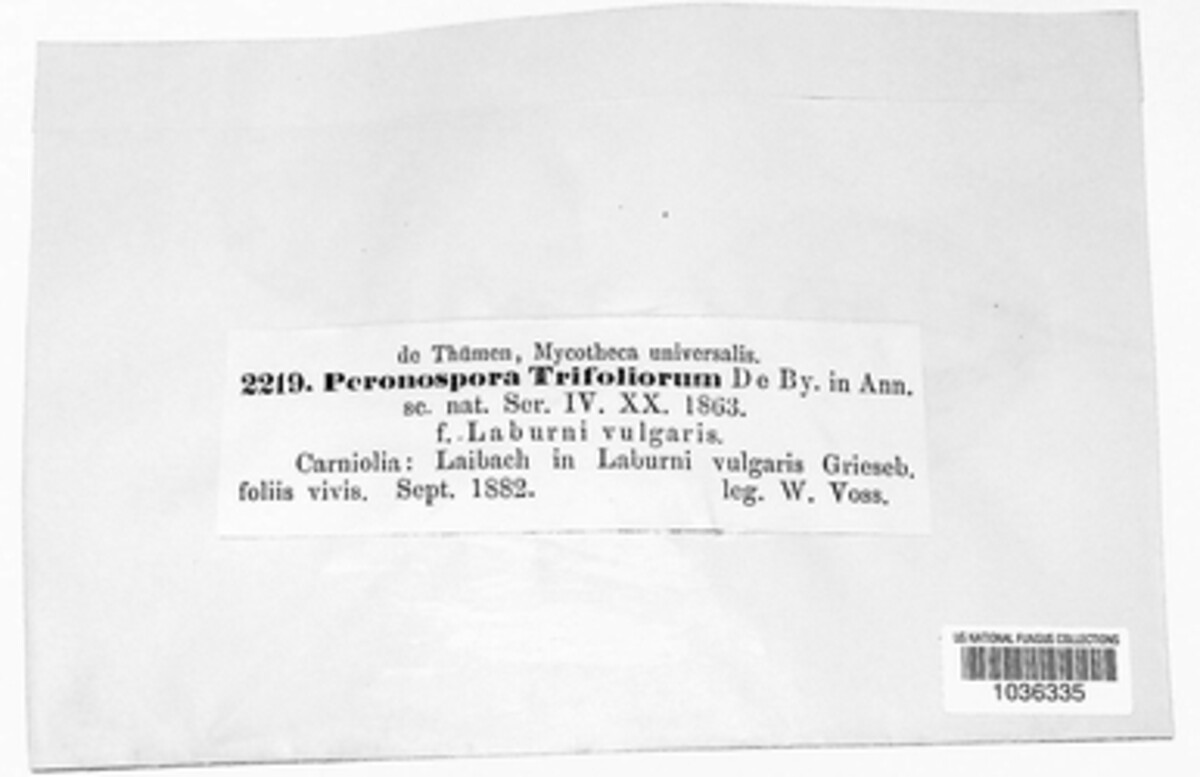 de Thümen, Mycotheca universalis.
2219. Peronospora Trifoliorum De By. in Ann.
sc. nat. Ser. IV. XX. 1863.
f. Laburni vulgaris.
Carniolia: Laibach in Laburni vulgaris Griseb.
foliis vivis. Sept. 1882. leg. W. Voss.
US NATIONAL FUNGUS COLLECTIONS
1036335